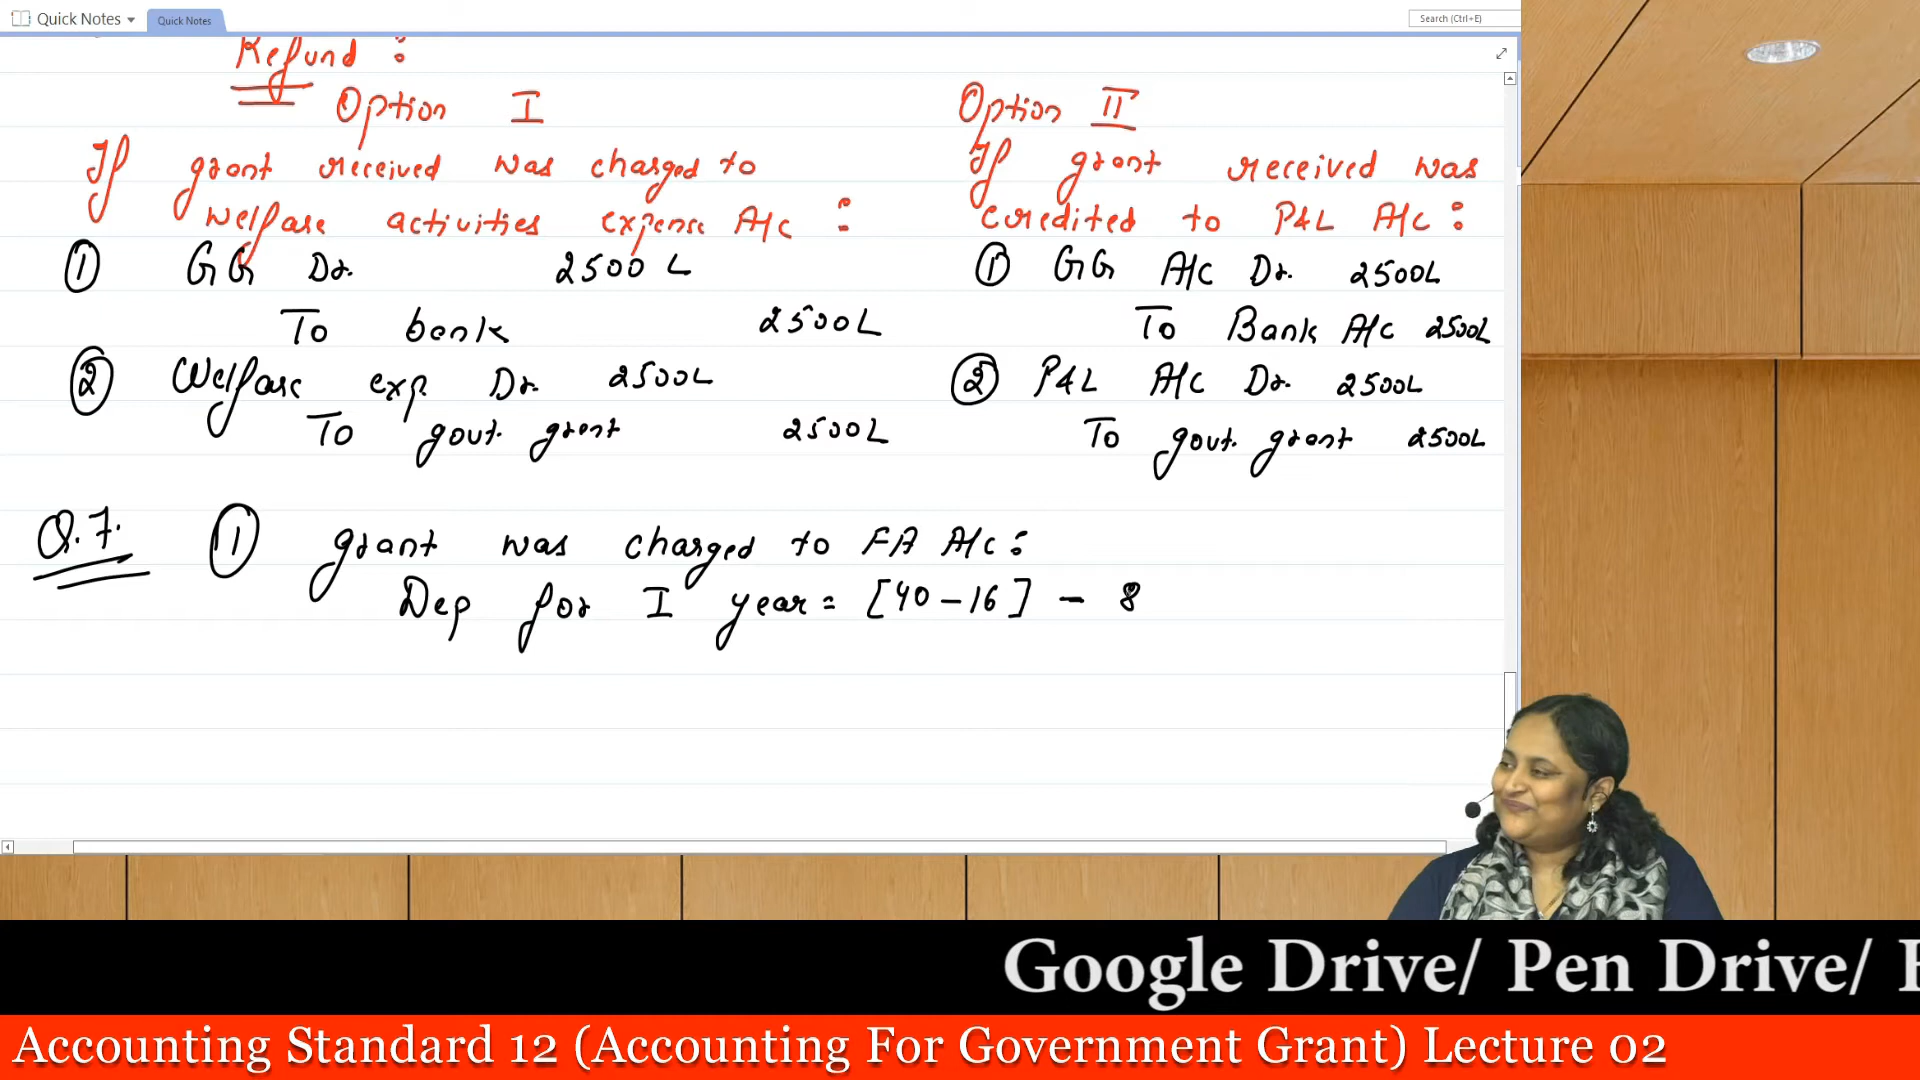 Quick Notes
Quick Notes
Search (Ctrl+E)
Refund :
Option I
If grant received was charged to
welfare activities expense A/c :
① GG Dr. 2500 L
To bank 2500L
② Welfare exp Dr. 2500L
To govt. grant 2500L
Option II
If grant received was
credited to P&L A/c :
① GG A/c Dr. 2500L
To Bank A/c 2500L
② P&L A/c Dr. 2500L
To govt. grant 2500L
Q.7. ① grant was charged to FA A/c :
Dep for I year = [40 - 16] - 8
Google Drive/ Pen Drive/
Accounting Standard 12 (Accounting For Government Grant) Lecture 02